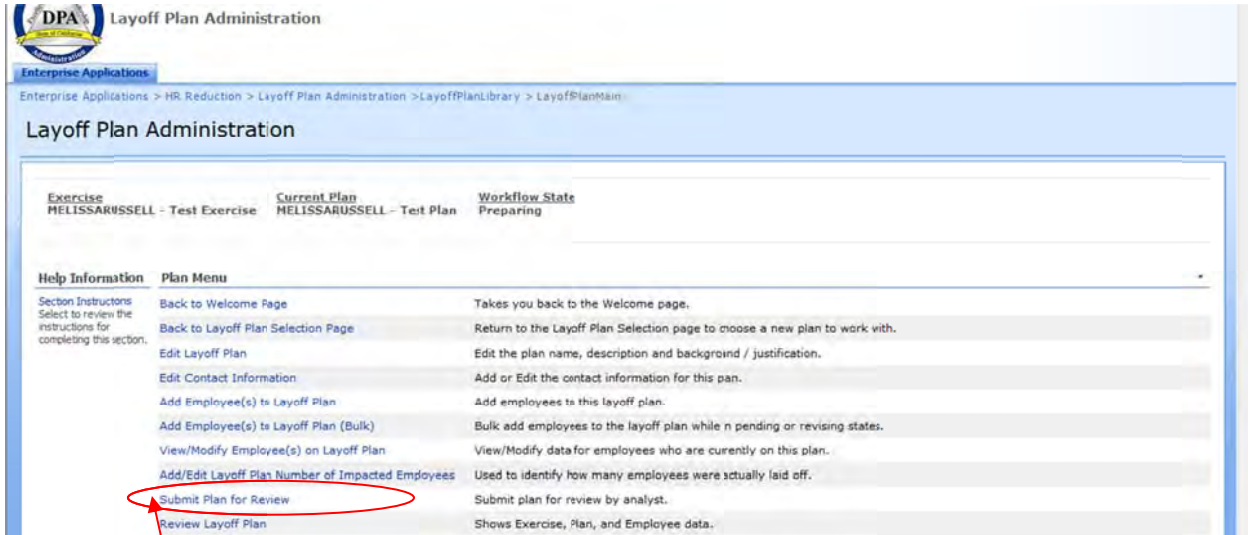 DPA
Layoff Plan Administration
State of California
Administration
Enterprise Applications
Enterprise Applications > HR Reduction > Layoff Plan Administration >LayoffPlanLibrary > LayoffPlanMain
Layoff Plan Administration
Exercise Current Plan Workflow State
MELISSARUSSELL - Test Exercise MELISSARUSSELL - Test Plan Preparing
Help Information Plan Menu
Section Instructons
Select to review the
instructions for
completing this section.
Back to Welcome Page Takes you back to the Welcome page.
Back to Layoff Plan Selection Page Return to the Layoff Plan Selection page to choose a new plan to work with.
Edit Layoff Plan Edit the plan name, description and background / justification.
Edit Contact Information Add or Edit the contact information for this pan.
Add Employee(s) to Layoff Plan Add employees to this layoff plan.
Add Employee(s) to Layoff Plan (Bulk) Bulk add employees to the layoff plan while n pending or revising states.
View/Modify Employee(s) on Layoff Plan View/Modify data for employees who are currently on this plan.
Add/Edit Layoff Plan Number of Impacted Employees Used to identify how many employees were actually laid off.
Submit Plan for Review Submit plan for review by analyst.
Review Layoff Plan Shows Exercise, Plan, and Employee data.